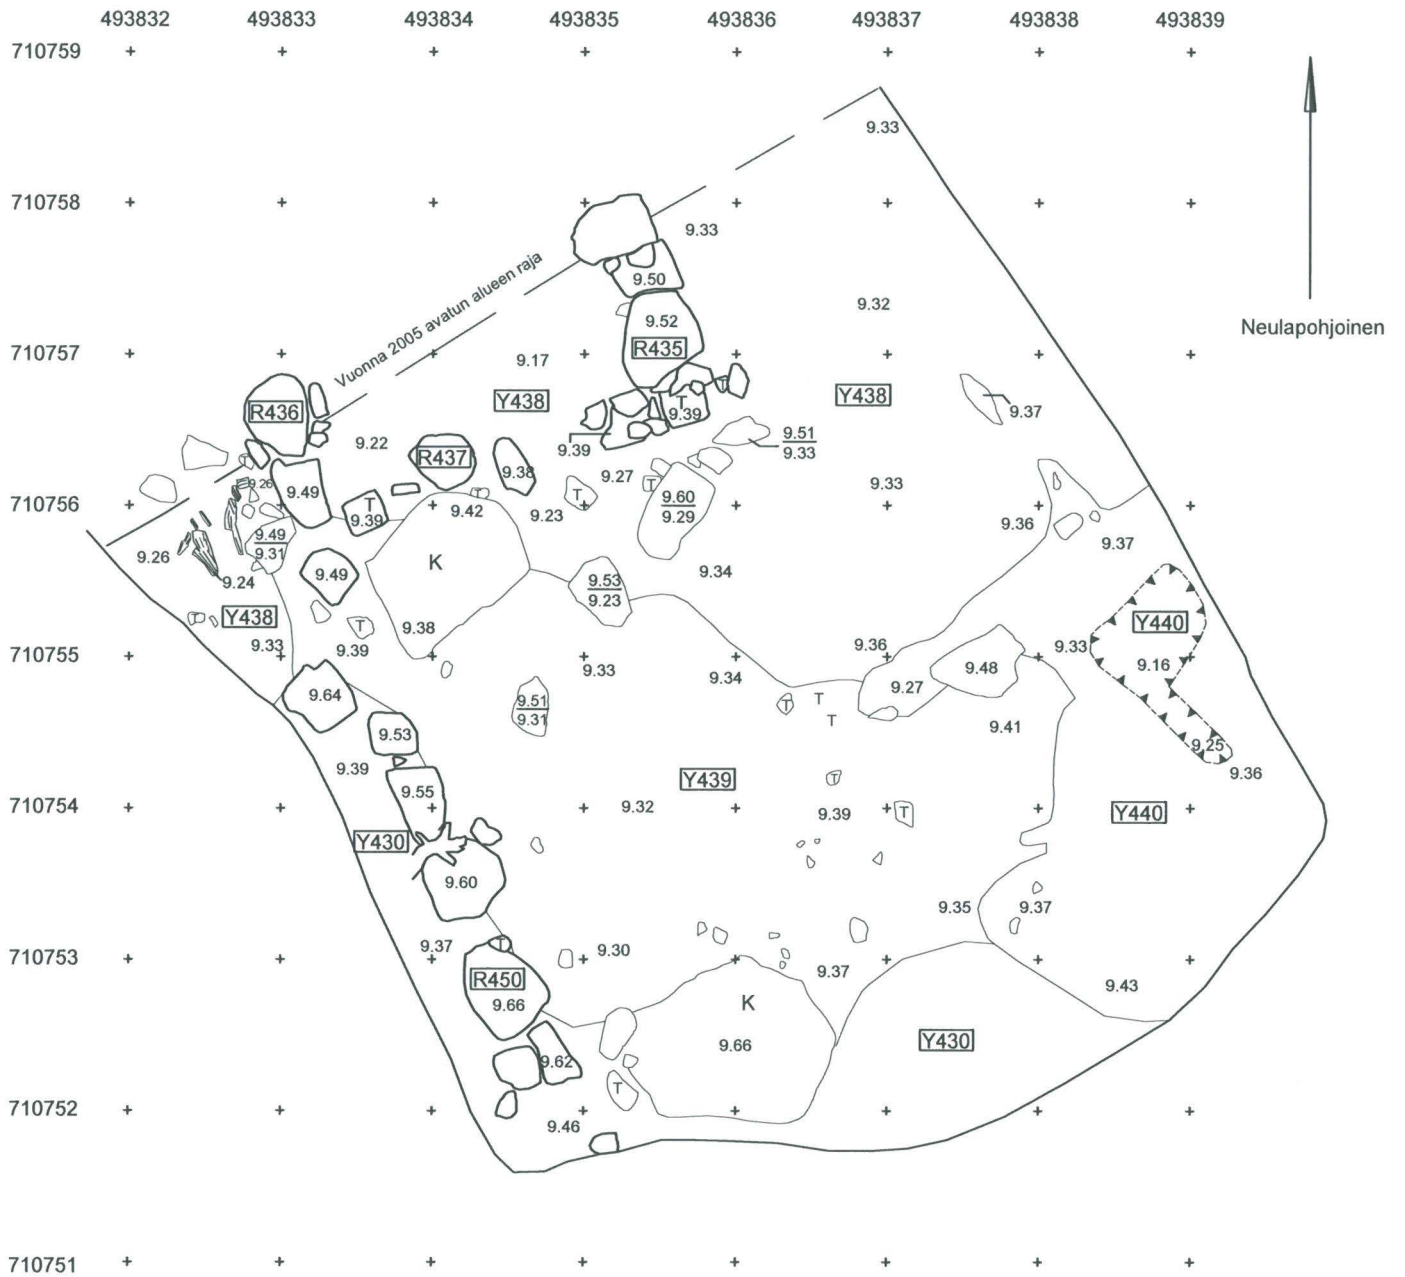 493832 493833 493834 493835 493836 493837 493838 493839
710759
9.33
710758
9.33
Vuonna 2005 avatun alueen raja
9.50
9.32
9.52
Neulapohjoinen
R435
710757
9.17
T
Y438
Y438
T
R436
9.39
9.37
9.51
9.33
9.22
9.39
R437
T
9.38
9.27
9.26
T
9.33
9.49
T
9.60
9.29
T
T
710756
9.42
9.39
9.23
9.36
9.49
9.31
9.37
9.26
K
9.34
9.49
9.24
9.53
9.23
Y438
T
T
9.38
Y440
9.33
9.39
9.36
9.33
710755
9.33
9.34
9.48
9.16
9.64
9.27
9.51
9.31
T
T
T
9.41
9.53
9.25
9.39
9.36
Y439
T
9.55
710754
9.32
9.39
T
Y440
Y430
9.60
9.35
9.37
9.37
T
9.30
710753
9.37
R450
9.43
9.66
K
9.66
Y430
9.62
T
710752
9.46
710751